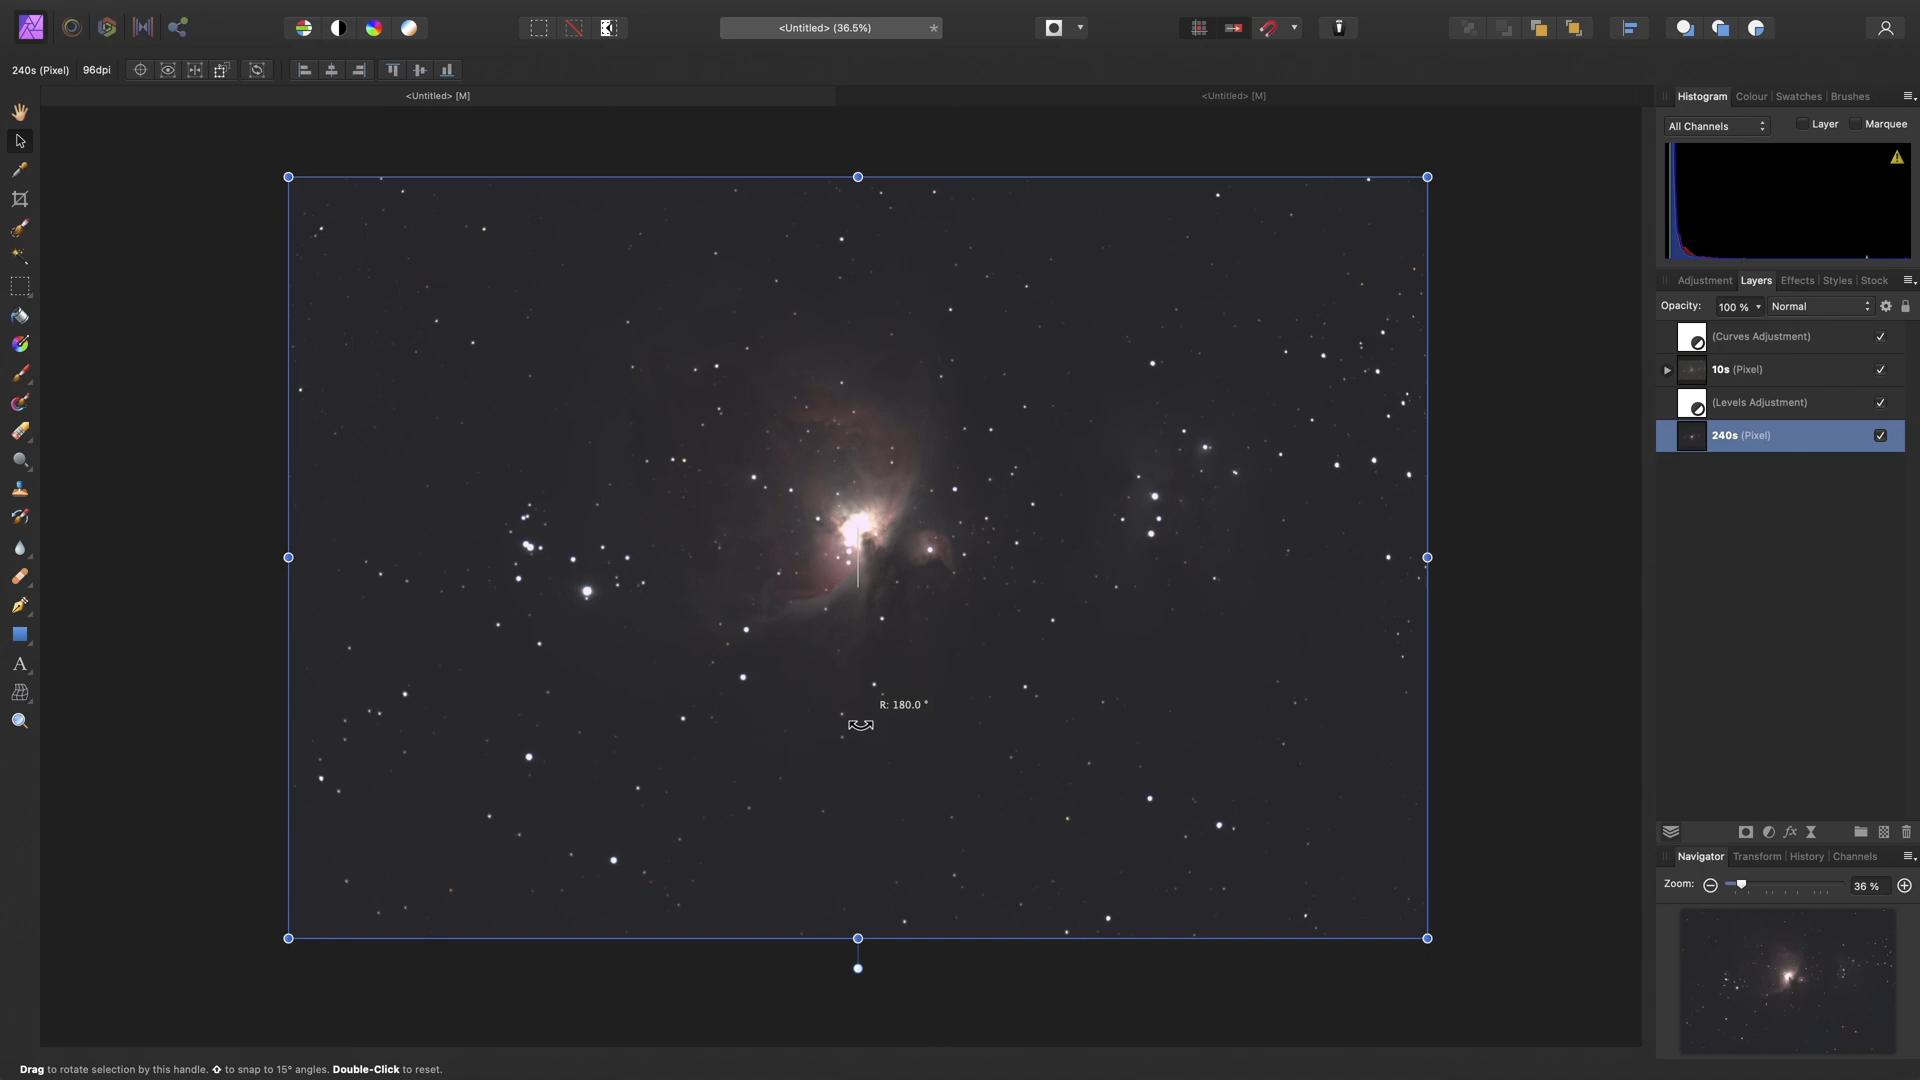 <Untitled> (36.5%)
240s (Pixel) 96dpi
<Untitled> [M]
<Untitled> [M]
Histogram Colour Swatches Brushes
All Channels Layer Marquee
Adjustment Layers Effects Styles Stock
Opacity: 100 % Normal
(Curves Adjustment)
10s (Pixel)
(Levels Adjustment)
240s (Pixel)
R: 180.0 °
Navigator Transform History Channels
Zoom: 36 %
Drag to rotate selection by this handle. ⇧ to snap to 15° angles. Double-Click to reset.